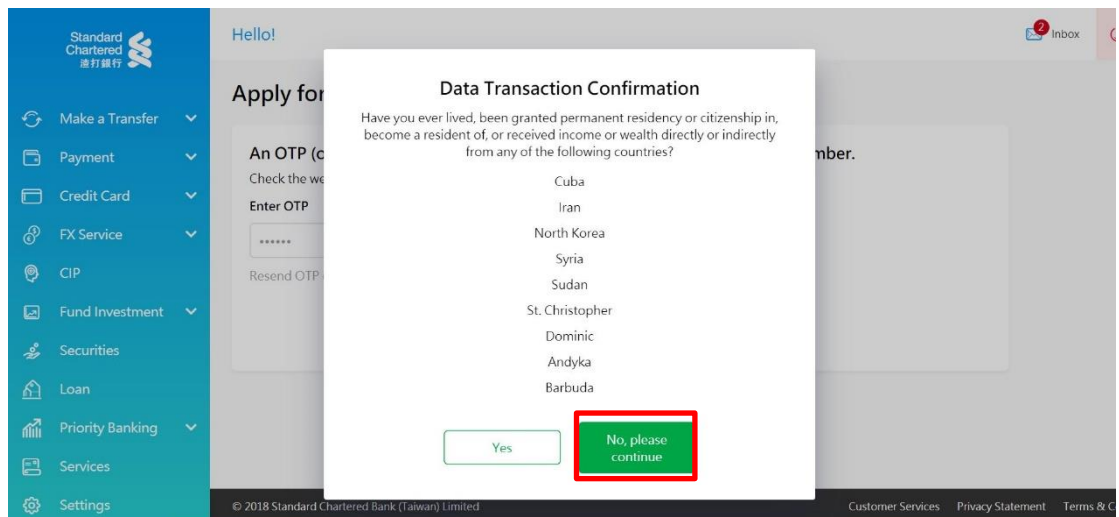 Standard
Chartered
渣打銀行
Make a Transfer
Payment
Credit Card
FX Service
CIP
Fund Investment
Securities
Loan
Priority Banking
Services
Settings
Hello!
2
Inbox
Apply for
An OTP (c
mber.
Check the we
Enter OTP
Resend OTP
Data Transaction Confirmation
Have you ever lived, been granted permanent residency or citizenship in,
become a resident of, or received income or wealth directly or indirectly
from any of the following countries?
Cuba
Iran
North Korea
Syria
Sudan
St. Christopher
Dominic
Andyka
Barbuda
Yes
No, please
continue
© 2018 Standard Chartered Bank (Taiwan) Limited
Customer Services
Privacy Statement
Terms & C